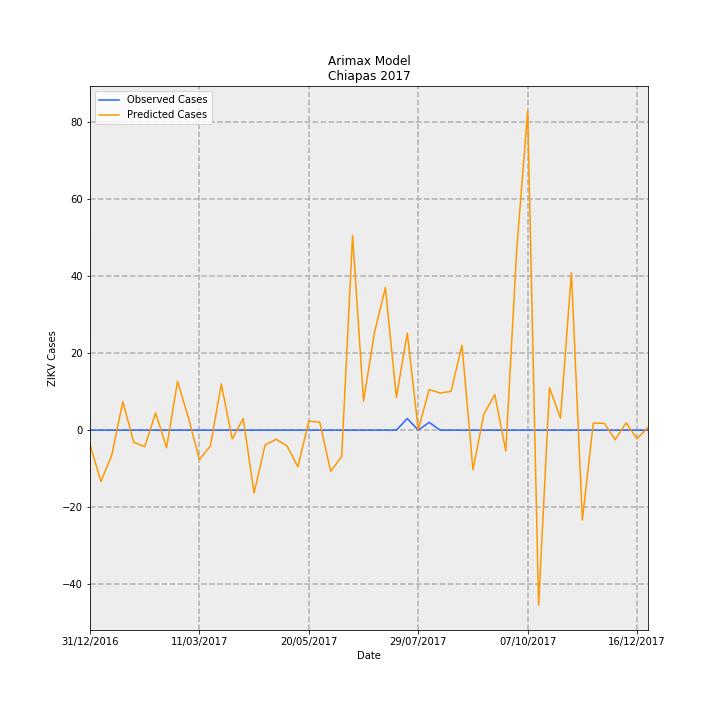 Arimax Model
Chiapas 2017
Observed Cases
Predicted Cases
80
60
40
20
0
−20
−40
ZIKV Cases
31/12/2016
11/03/2017
20/05/2017
29/07/2017
07/10/2017
16/12/2017
Date